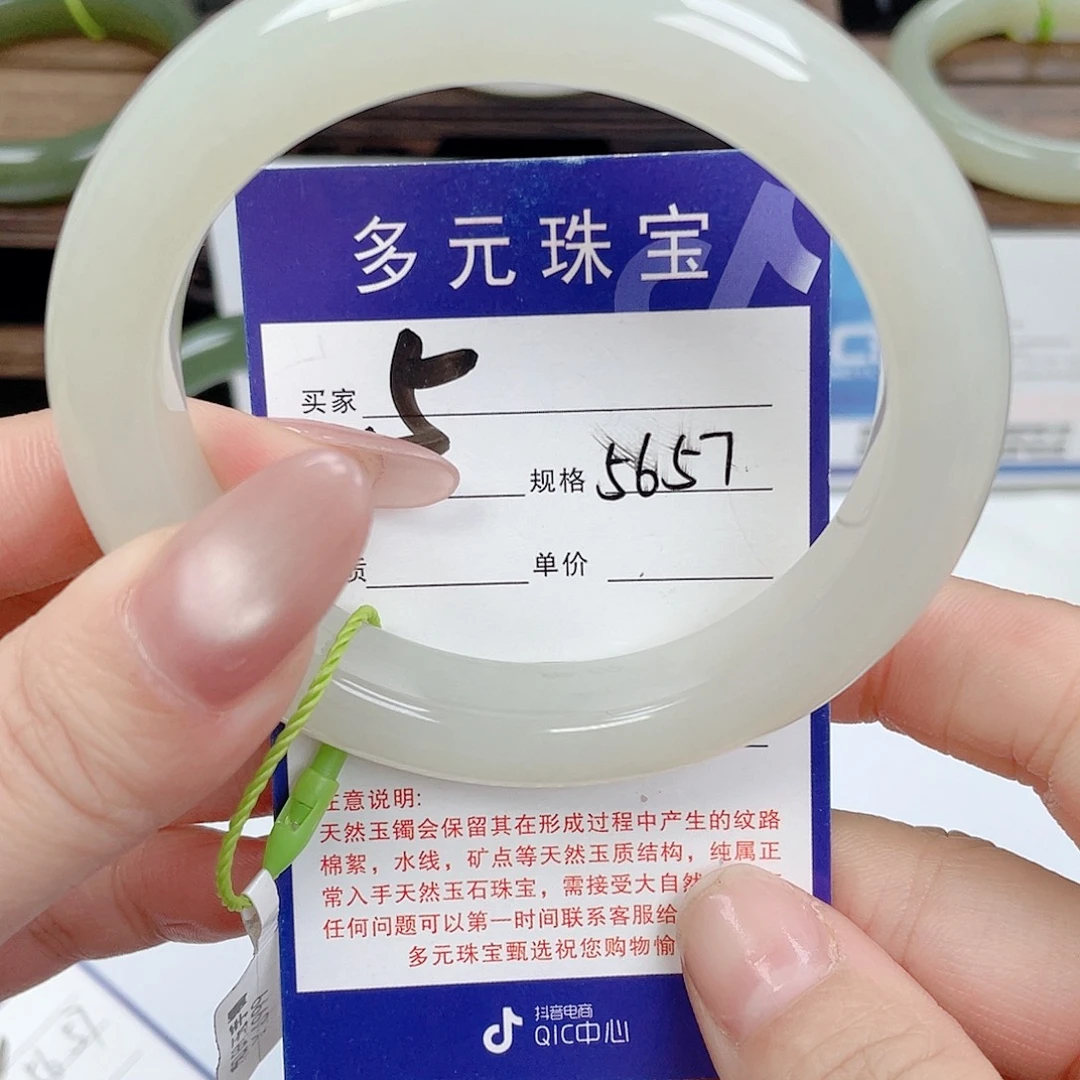 多元珠宝
买家 5
规格 5657
质 单价
注意说明:
天然玉镯会保留其在形成过程中产生的纹路
棉絮，水线，矿点等天然玉质结构，纯属正
常入手天然玉石珠宝，需接受大自然
任何问题可以第一时间联系客服给
多元珠宝甄选祝您购物愉
抖音电商
QIC中心